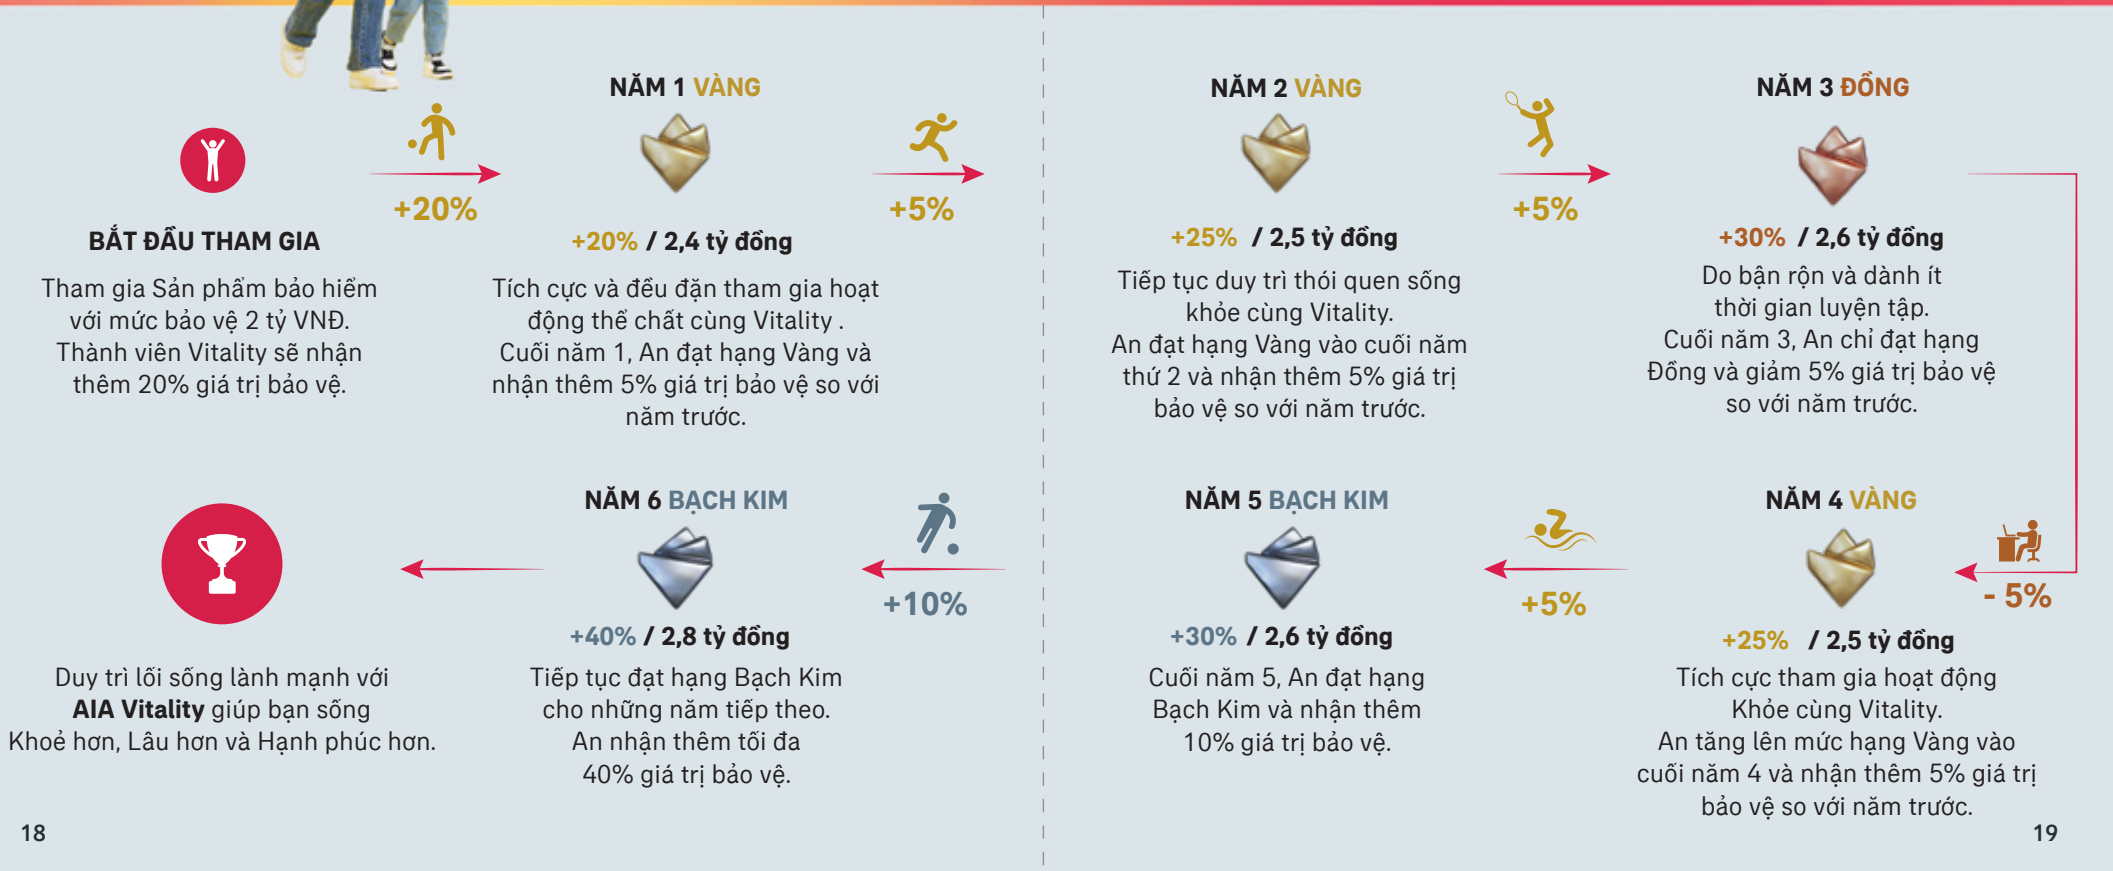 BẮT ĐẦU THAM GIA
Tham gia Sản phẩm bảo hiểm
với mức bảo vệ 2 tỷ VNĐ.
Thành viên Vitality sẽ nhận
thêm 20% giá trị bảo vệ.
+20%
NĂM 1 VÀNG
+20% / 2,4 tỷ đồng
Tích cực và đều đặn tham gia hoạt
động thể chất cùng Vitality .
Cuối năm 1, An đạt hạng Vàng và
nhận thêm 5% giá trị bảo vệ so với
năm trước.
+5%
NĂM 2 VÀNG
+25% / 2,5 tỷ đồng
Tiếp tục duy trì thói quen sống
khỏe cùng Vitality.
An đạt hạng Vàng vào cuối năm
thứ 2 và nhận thêm 5% giá trị
bảo vệ so với năm trước.
+5%
NĂM 3 ĐỒNG
+30% / 2,6 tỷ đồng
Do bận rộn và dành ít
thời gian luyện tập.
Cuối năm 3, An chỉ đạt hạng
Đồng và giảm 5% giá trị bảo vệ
so với năm trước.
- 5%
NĂM 4 VÀNG
+25% / 2,5 tỷ đồng
Tích cực tham gia hoạt động
Khỏe cùng Vitality.
An tăng lên mức hạng Vàng vào
cuối năm 4 và nhận thêm 5% giá trị
bảo vệ so với năm trước.
+5%
NĂM 5 BẠCH KIM
+30% / 2,6 tỷ đồng
Cuối năm 5, An đạt hạng
Bạch Kim và nhận thêm
10% giá trị bảo vệ.
+10%
NĂM 6 BẠCH KIM
+40% / 2,8 tỷ đồng
Tiếp tục đạt hạng Bạch Kim
cho những năm tiếp theo.
An nhận thêm tối đa
40% giá trị bảo vệ.
Duy trì lối sống lành mạnh với
AIA Vitality giúp bạn sống
Khoẻ hơn, Lâu hơn và Hạnh phúc hơn.
18
19